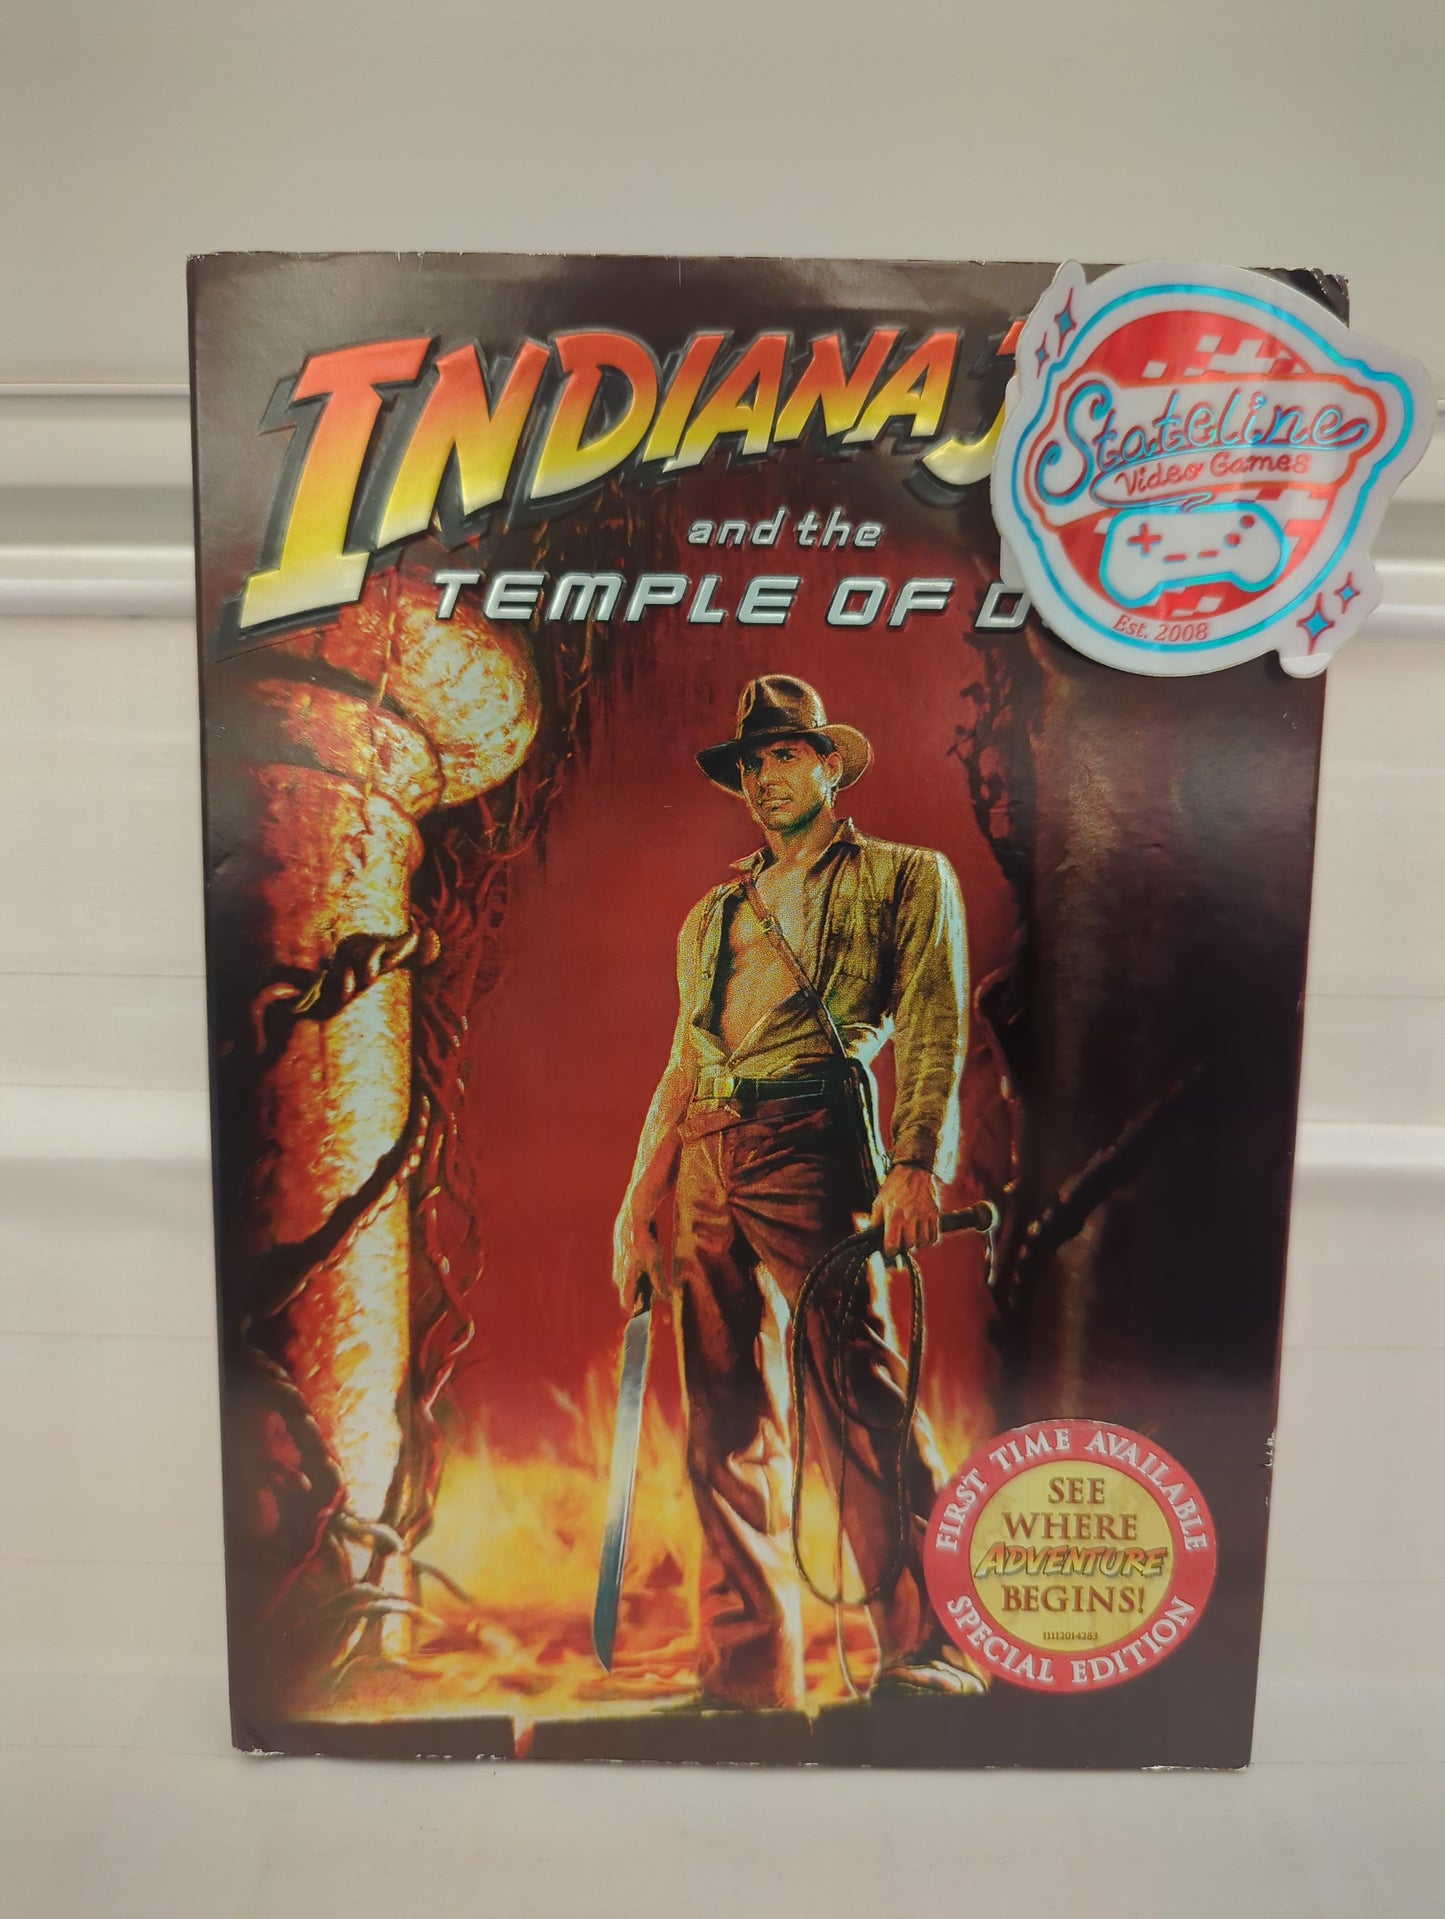 INDIANA J
and the
TEMPLE OF D
Stateline
Video Games
Est. 2008
FIRST TIME AVAILABLE
SEE
WHERE
ADVENTURE
BEGINS!
11112014283
SPECIAL EDITION